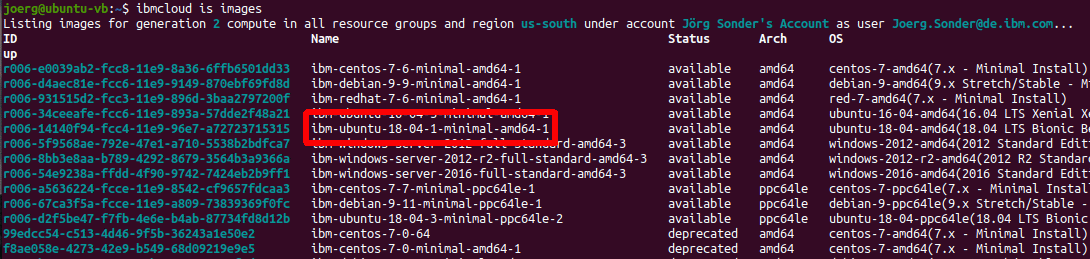 joerg@ubuntu-vb:~$ ibmcloud is images
Listing images for generation 2 compute in all resource groups and region us-south under account Jörg Sonder's Account as user Joerg.Sonder@de.ibm.com...
ID Name Status Arch OS
up
r006-e0039ab2-fcc8-11e9-8a36-6ffb6501dd33 ibm-centos-7-6-minimal-amd64-1 available amd64 centos-7-amd64(7.x - Minimal Install)
r006-d4aec81e-fcc6-11e9-9149-870ebf69fd8d ibm-debian-9-9-minimal-amd64-1 available amd64 debian-9-amd64(9.x Stretch/Stable - Mi
r006-931515d2-fcc3-11e9-896d-3baa2797200f ibm-redhat-7-6-minimal-amd64-1 available amd64 red-7-amd64(7.x - Minimal Install)
r006-34ceeafe-fcc6-11e9-893a-57dde2f48a21 ibm-ubuntu-16-04-5-minimal-amd64-1 available amd64 ubuntu-16-04-amd64(16.04 LTS Xenial Xe
r006-14140f94-fcc4-11e9-96e7-a72723715315 ibm-ubuntu-18-04-1-minimal-amd64-1 available amd64 ubuntu-18-04-amd64(18.04 LTS Bionic Be
r006-5f9568ae-792e-47e1-a710-5538b2bdfca7 ibm-windows-server-2012-full-standard-amd64-3 available amd64 windows-2012-amd64(2012 Standard Editi
r006-8bb3e8aa-b789-4292-8679-3564b3a9366a ibm-windows-server-2012-r2-full-standard-amd64-3 available amd64 windows-2012-r2-amd64(2012 R2 Standard
r006-54e9238a-ffdd-4f90-9742-7424eb2b9ff1 ibm-windows-server-2016-full-standard-amd64-3 available amd64 windows-2016-amd64(2016 Standard Editi
r006-a5636224-fcce-11e9-8542-cf9657fdcaa3 ibm-centos-7-7-minimal-ppc64le-1 available ppc64le centos-7-ppc64le(7.x - Minimal Install
r006-67ca3f5a-fcce-11e9-a809-73839369f0fc ibm-debian-9-11-minimal-ppc64le-1 available ppc64le debian-9-ppc64le(9.x Stretch/Stable -
r006-d2f5be47-f7fb-4e6e-b4ab-87734fd8d12b ibm-ubuntu-18-04-3-minimal-ppc64le-2 available ppc64le ubuntu-18-04-ppc64le(18.04 LTS Bionic
99edcc54-c513-4d46-9f5b-36243a1e50e2 ibm-centos-7-0-64 deprecated amd64 centos-7-amd64(7.x - Minimal Install)
f8ae058e-4273-42e9-b549-68d09219e9e5 ibm-centos-7-0-minimal-amd64-1 deprecated amd64 centos-7-amd64(7.x - Minimal Install)